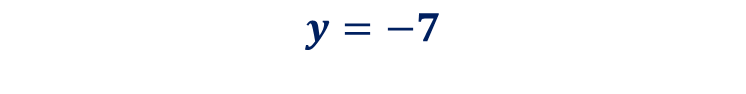 y = −7